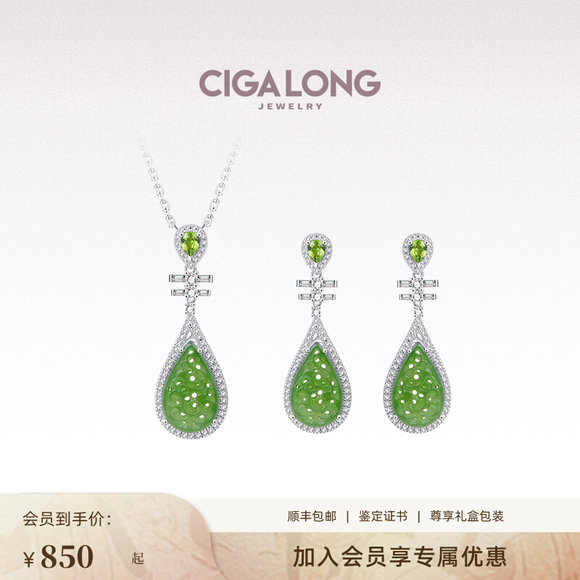 CIGALONG
JEWELRY
会员到手价：
顺丰包邮 | 鉴定证书 | 尊享礼盒包装
¥850 起
加入会员享专属优惠